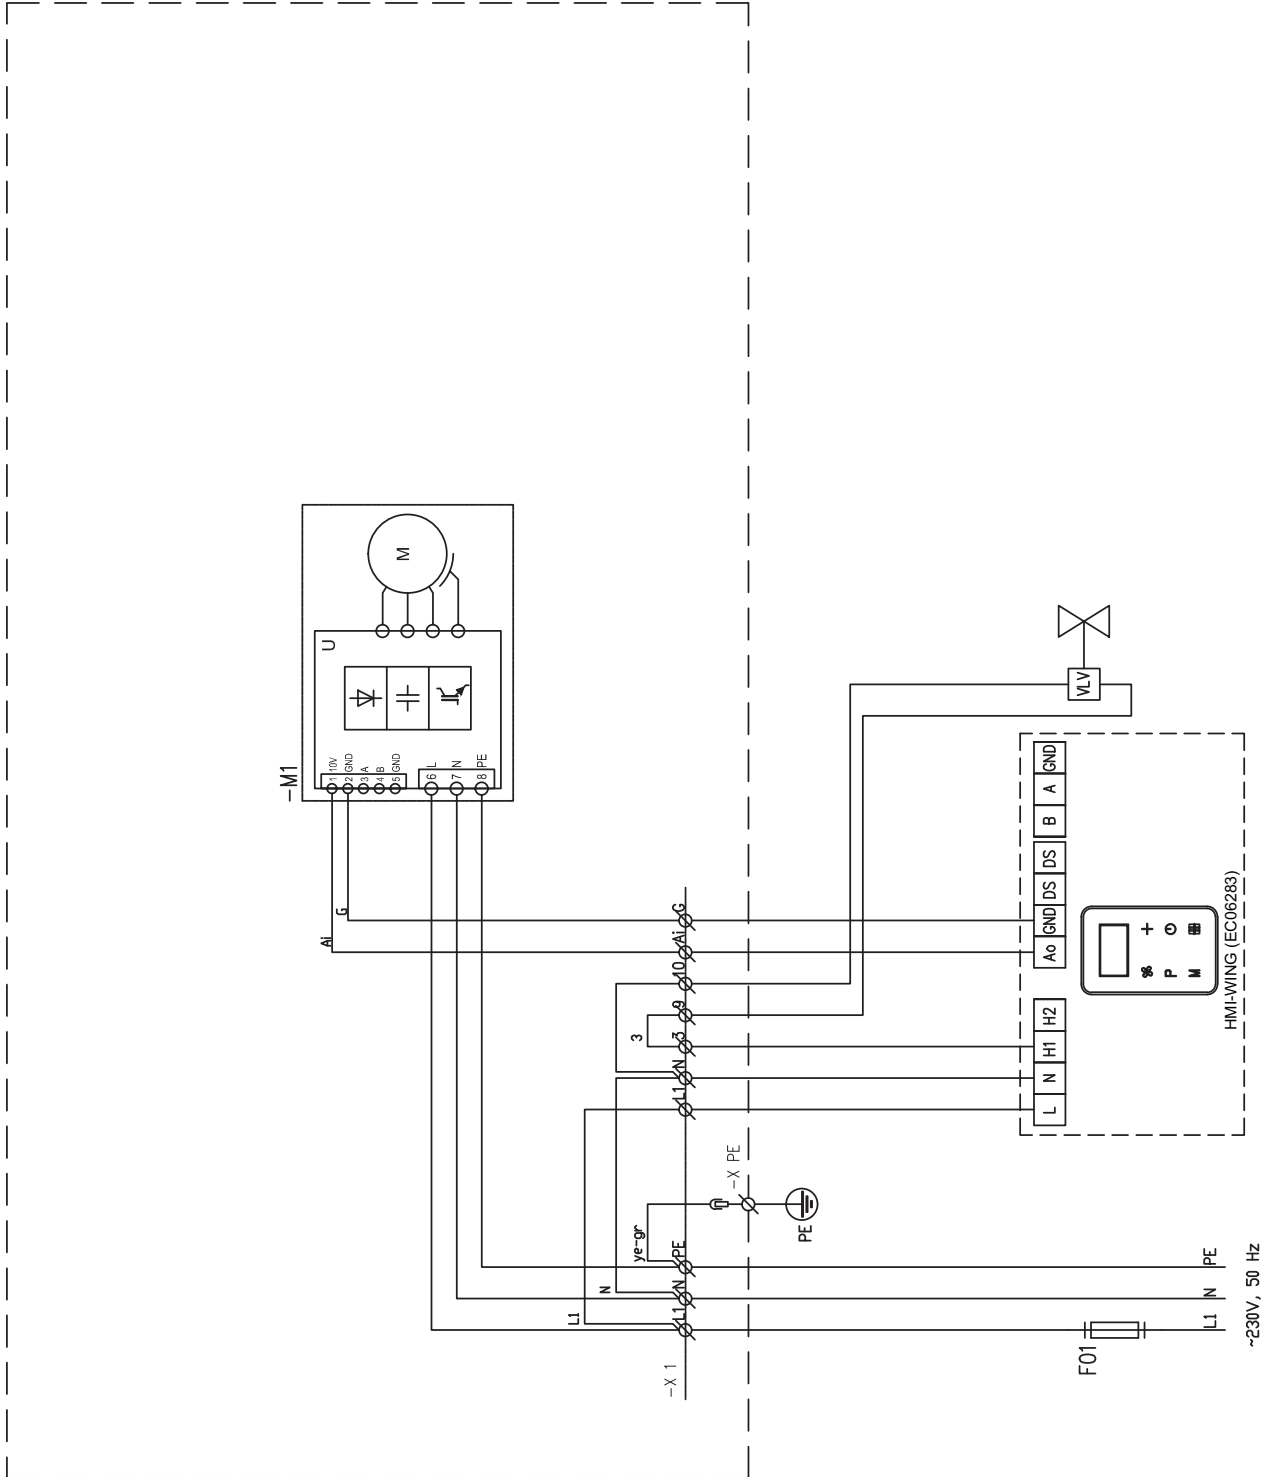 -M1
M
U
1 10V
2 GND
3 A
4 B
5 GND
6 L
7 N
8 PE
Ai
G
G
Ai
10
9
3
3
N
L1
N
L1
ye-gr
PE
N
L1
-X 1
-X PE
PE
VLV
GND
A
B
DS
DS
GND
Ao
H2
H1
N
L
+
P
M
HMI-WING (EC06283)
F01
PE
N
L1
~230V, 50 Hz